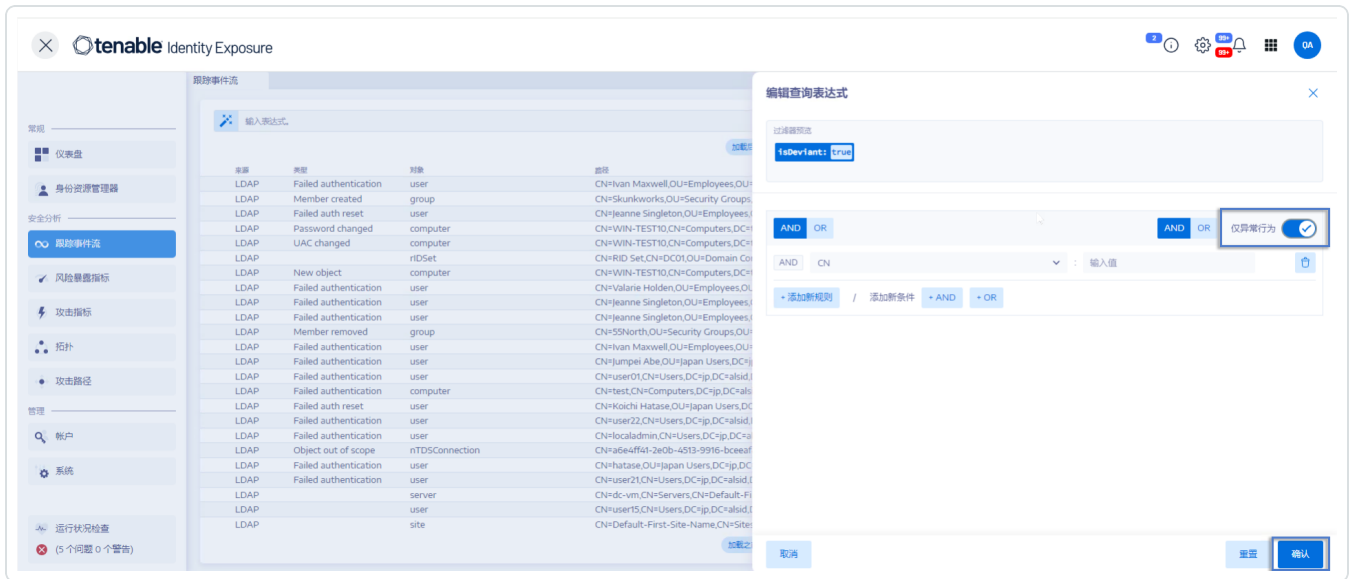 tenable Identity Exposure
2
99+
99+
QA
跟踪事件流
常规
仪表盘
身份资源管理器
安全分析
跟踪事件流
风险暴露指标
攻击指标
拓扑
攻击路径
管理
帐户
系统
运行状况检查
(5 个问题 0 个警告)
输入表达式。
来源 类型 对象 路径
LDAP Failed authentication user CN=Ivan Maxwell,OU=Employees,OU=
LDAP Member created group CN=Skunkworks,OU=Security Groups,
LDAP Failed auth reset user CN=Jeanne Singleton,OU=Employees,
LDAP Password changed computer CN=WIN-TEST10,CN=Computers,DC=
LDAP UAC changed computer CN=WIN-TEST10,CN=Computers,DC=
LDAP rIDSet CN=RID Set,CN=DC01,OU=Domain Co
LDAP New object computer CN=WIN-TEST10,CN=Computers,DC=
LDAP Failed authentication user CN=Valarie Holden,OU=Employees,OU
LDAP Failed authentication user CN=Jeanne Singleton,OU=Employees,
LDAP Failed authentication user CN=Jeanne Singleton,OU=Employees,
LDAP Member removed group CN=55North,OU=Security Groups,OU=
LDAP Failed authentication user CN=Ivan Maxwell,OU=Employees,OU=
LDAP Failed authentication user CN=Jumpei Abe,OU=Japan Users,DC=
LDAP Failed authentication user CN=user01,CN=Users,DC=jp,DC=alsid,
LDAP Failed authentication computer CN=test,CN=Computers,DC=jp,DC=als
LDAP Failed auth reset user CN=Koichi Hatase,OU=Japan Users,DC
LDAP Failed authentication user CN=user22,CN=Users,DC=jp,DC=alsid,
LDAP Failed authentication user CN=localadmin,CN=Users,DC=jp,DC=a
LDAP Object out of scope nTDSConnection CN=a6e4ff41-2e0b-4513-9916-bceeaf
LDAP Failed authentication user CN=hatase,OU=Japan Users,DC=jp,DC
LDAP Failed authentication user CN=user21,CN=Users,DC=jp,DC=alsid,
LDAP server CN=dc-vm,CN=Servers,CN=Default-Fi
LDAP user CN=user15,CN=Users,DC=jp,DC=alsid,
LDAP site CN=Default-First-Site-Name,CN=Sites
加载之
编辑查询表达式
过滤器预览
isDeviant: true
AND OR AND OR 仅异常行为
AND CN : 输入值
+ 添加新规则 / 添加新条件 + AND + OR
取消 重置 确认